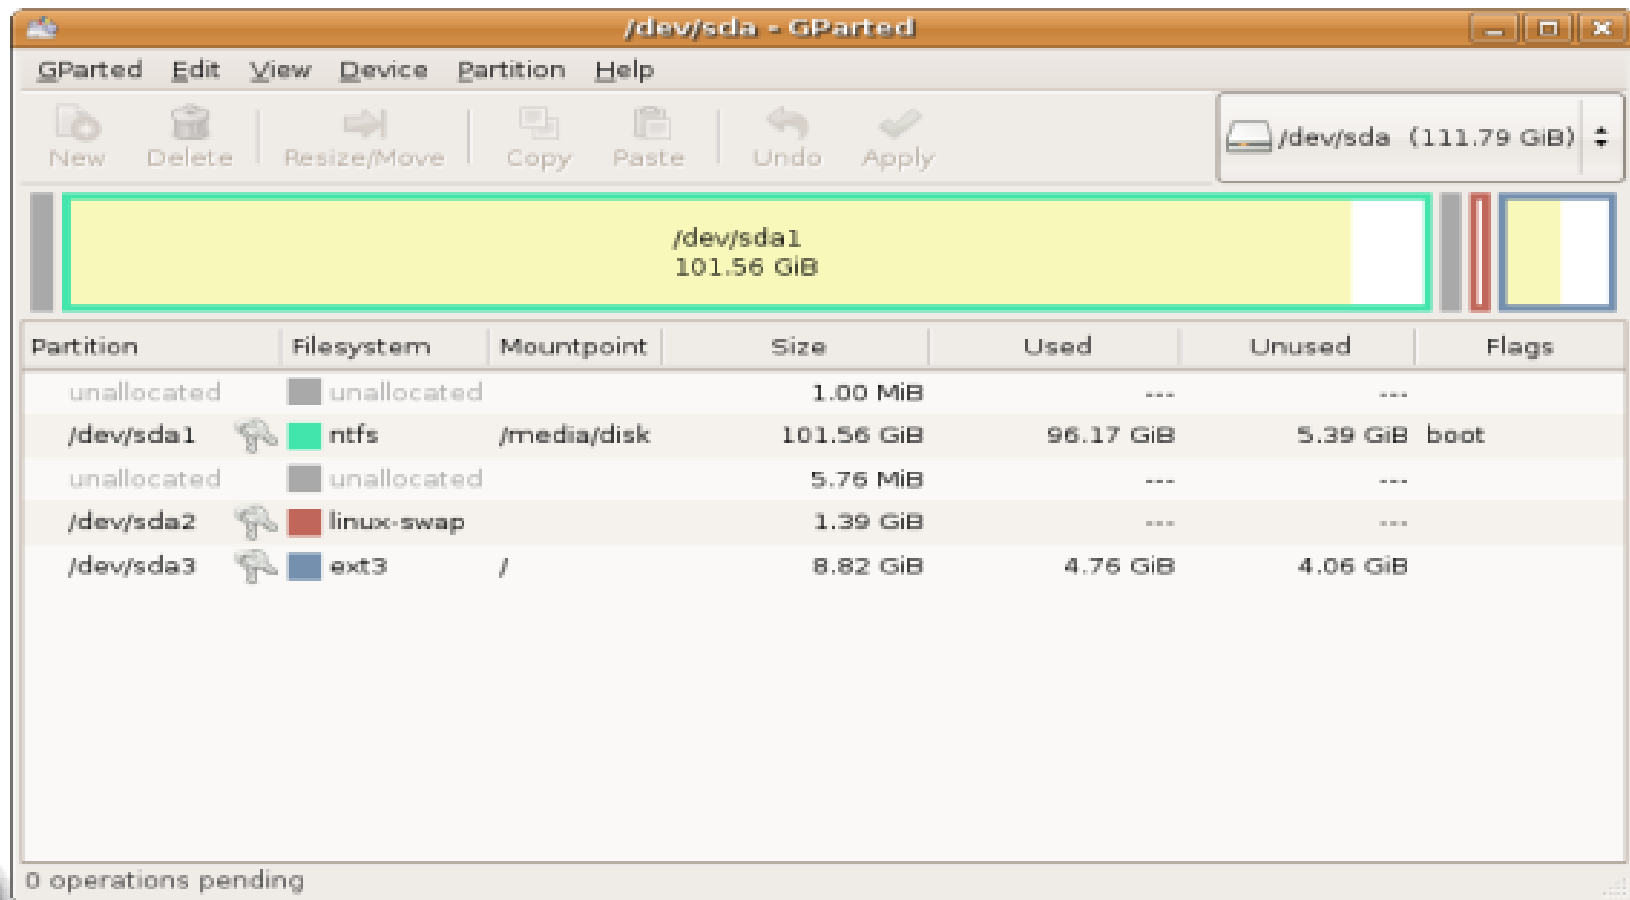 /dev/sda - GParted
GParted Edit View Device Partition Help
New Delete Resize/Move Copy Paste Undo Apply /dev/sda (111.79 GiB)
/dev/sda1
101.56 GiB
Partition Filesystem Mountpoint Size Used Unused Flags
unallocated unallocated 1.00 MiB --- ---
/dev/sda1 ntfs /media/disk 101.56 GiB 96.17 GiB 5.39 GiB boot
unallocated unallocated 5.76 MiB --- ---
/dev/sda2 linux-swap 1.39 GiB --- ---
/dev/sda3 ext3 / 8.82 GiB 4.76 GiB 4.06 GiB
0 operations pending